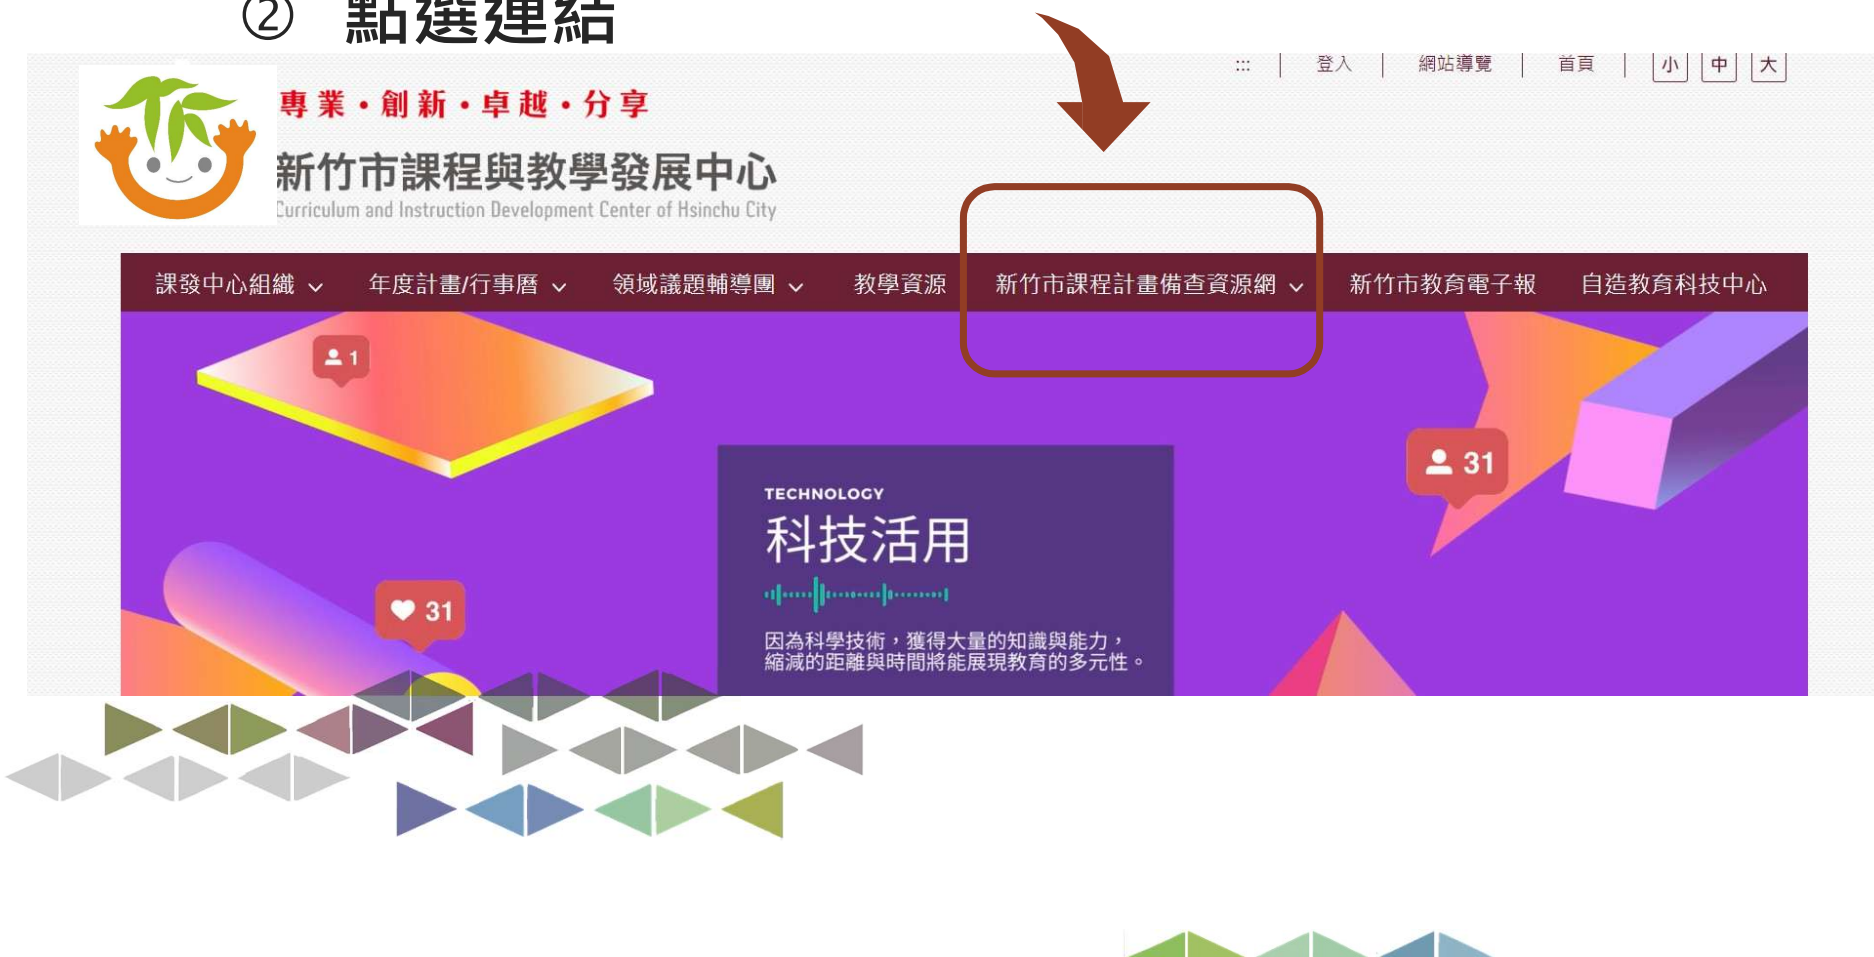 ② 點選連結
::: | 登入 | 網站導覽 | 首頁 | 小 中 大
專業・創新・卓越・分享
新竹市課程與教學發展中心
Curriculum and Instruction Development Center of Hsinchu City
課發中心組織 年度計畫/行事曆 領域議題輔導團 教學資源 新竹市課程計畫備查資源網 新竹市教育電子報 自造教育科技中心
1
31
TECHNOLOGY
科技活用
31
因為科學技術，獲得大量的知識與能力，
縮減的距離與時間將能展現教育的多元性。